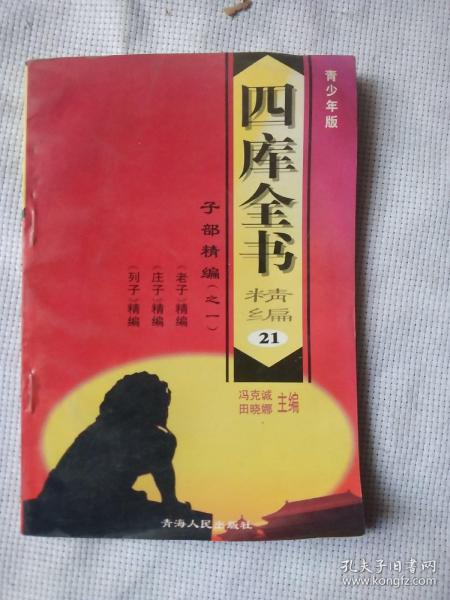 青少年版
四库全书
精编
21
子部精编(之一)
《老子》精编
《庄子》精编
《列子》精编
冯克诚
田晓娜
主编
青海人民出版社
孔夫子旧书网
www.kongfz.com